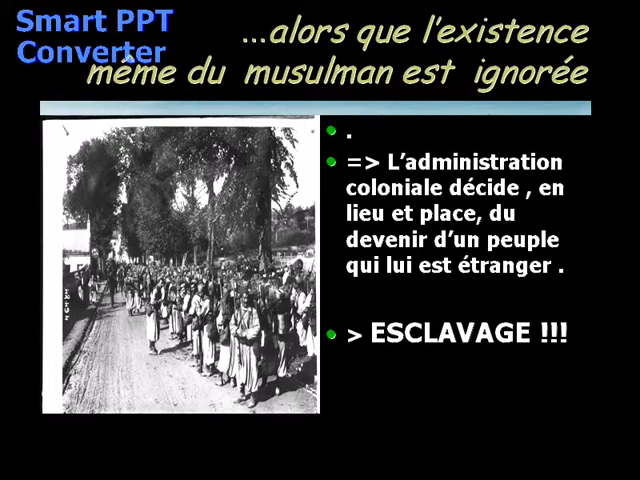 Smart PPT
Converter
...alors que l’existence
même du musulman est ignorée
.
=> L’administration
coloniale décide , en
lieu et place, du
devenir d’un peuple
qui lui est étranger .
> ESCLAVAGE !!!